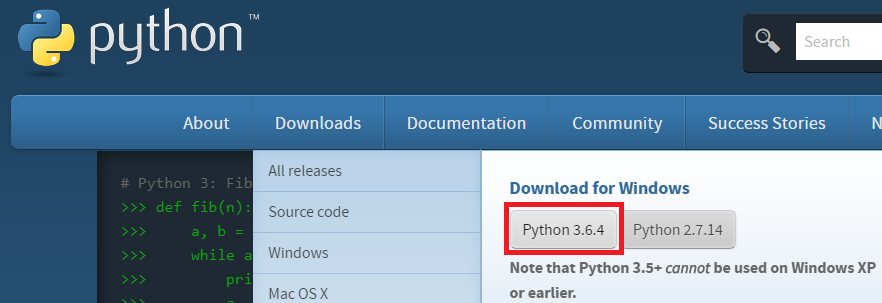 python™
Search
About Downloads Documentation Community Success Stories N
All releases
Source code
Windows
Mac OS X
# Python 3: Fib
>>> def fib(n):
>>>     a, b =
>>>     while a
>>>         pri
Download for Windows
Python 3.6.4 Python 2.7.14
Note that Python 3.5+ cannot be used on Windows XP
or earlier.